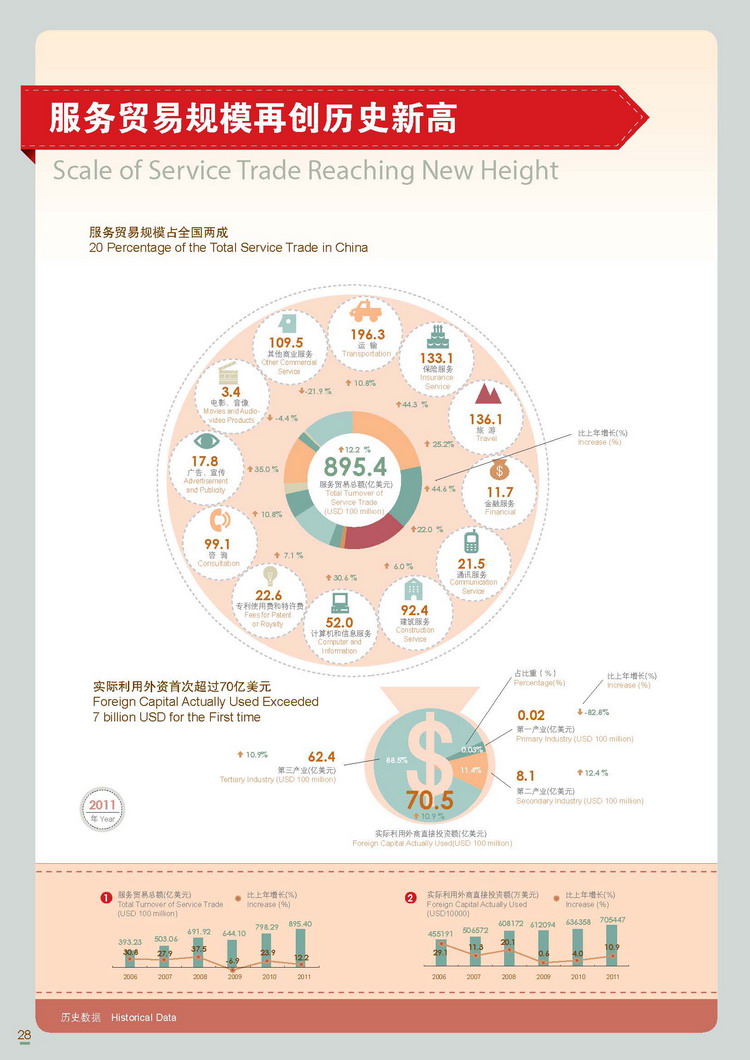 服务贸易规模再创历史新高
Scale of Service Trade Reaching New Height
服务贸易规模占全国两成
20 Percentage of the Total Service Trade in China
196.3
运 输
Transportation
10.8%
133.1
保险服务
Insurance
Service
44.3 %
136.1
旅 游
Travel
25.2%
比上年增长(%)
Increase (%)
11.7
金融服务
Financial
44.6 %
21.5
通讯服务
Communication
Service
22.0 %
92.4
建筑服务
Construction
Service
6.0 %
52.0
计算机和信息服务
Computer and
Information
30.6 %
22.6
专利使用费和特许费
Fees for Patent
or Royalty
7.1 %
99.1
咨 询
Consultation
10.8%
17.8
广告、宣传
Advertisement
and Publicity
35.0 %
3.4
电影、音像
Movies and Audio-
video Products
-4.4 %
109.5
其他商业服务
Other Commercial
Service
-21.9 %
12.2 %
895.4
服务贸易总额(亿美元)
Total Turnover of
Service Trade
(USD 100 million)
实际利用外资首次超过70亿美元
Foreign Capital Actually Used Exceeded
7 billion USD for the First time
占比重(%)
Percentage(%)
比上年增长(%)
Increase (%)
0.02
-82.8%
第一产业(亿美元)
Primary Industry (USD 100 million)
10.9%
62.4
第三产业(亿美元)
Tertiary Industry (USD 100 million)
88.5%
0.03%
11.4%
$
8.1
12.4 %
第二产业(亿美元)
Secondary Industry (USD 100 million)
70.5
10.9 %
实际利用外商直接投资额(亿美元)
Foreign Capital Actually Used(USD 100 million)
2011
年 Year
1
服务贸易总额(亿美元)
Total Turnover of Service Trade
(USD 100 million)
比上年增长(%)
Increase (%)
393.23
503.06
691.92
644.10
798.29
895.40
30.8
27.9
37.5
-6.9
23.9
12.2
2006
2007
2008
2009
2010
2011
2
实际利用外商直接投资额(万美元)
Foreign Capital Actually Used
(USD10000)
比上年增长(%)
Increase (%)
455191
506572
608172
612094
636358
705447
29.1
11.3
20.1
0.6
4.0
10.9
2006
2007
2008
2009
2010
2011
历史数据 Historical Data
28